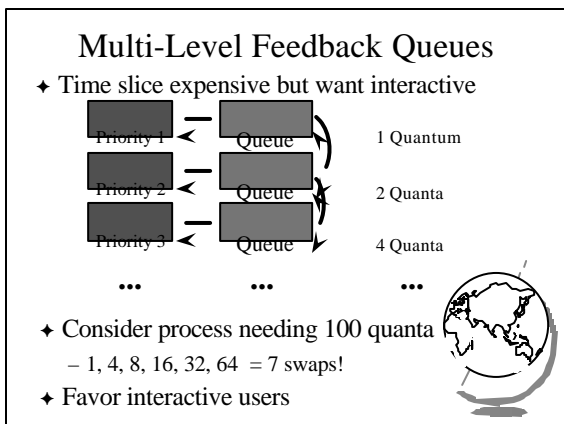 Multi-Level Feedback Queues
✦ Time slice expensive but want interactive
Priority 1 Queue 1 Quantum
Priority 2 Queue 2 Quanta
Priority 3 Queue 4 Quanta
... ... ...
✦ Consider process needing 100 quanta
– 1, 4, 8, 16, 32, 64 = 7 swaps!
✦ Favor interactive users